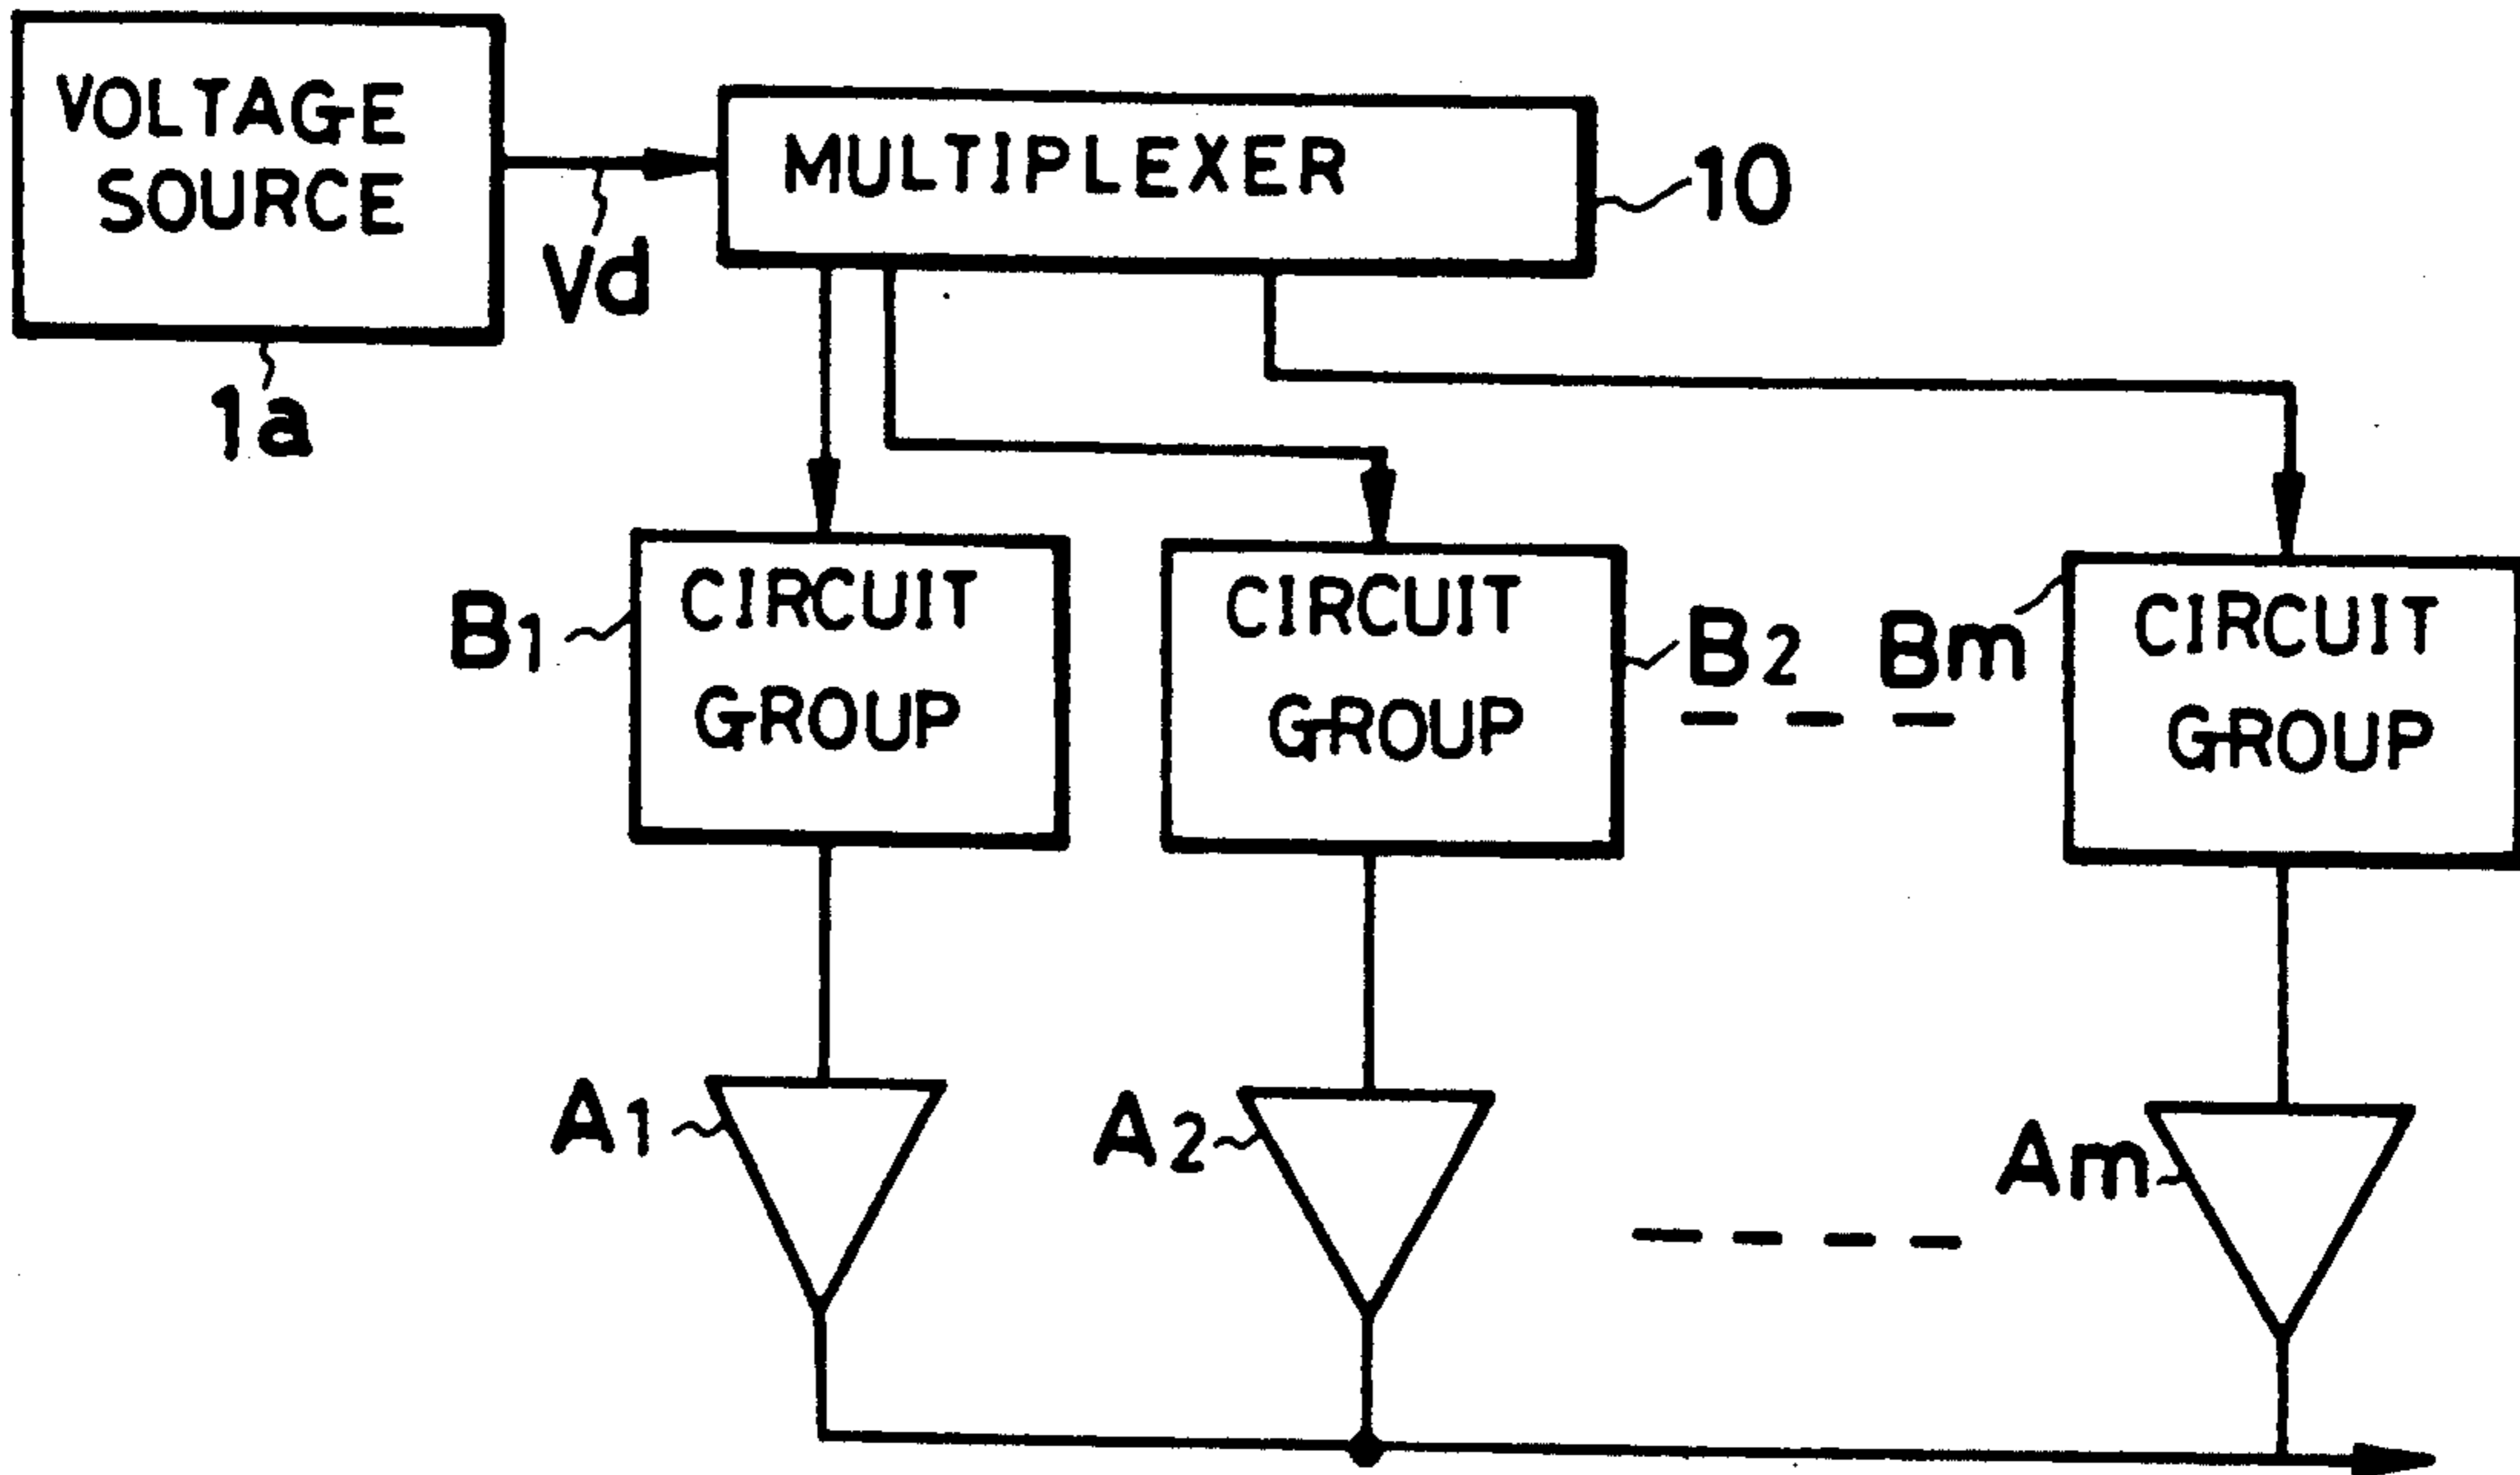 VOLTAGE
SOURCE
MULTIPLEXER
10
Vd
1a
B1
CIRCUIT
GROUP
CIRCUIT
GROUP
B2
Bm
CIRCUIT
GROUP
A1
A2
Am